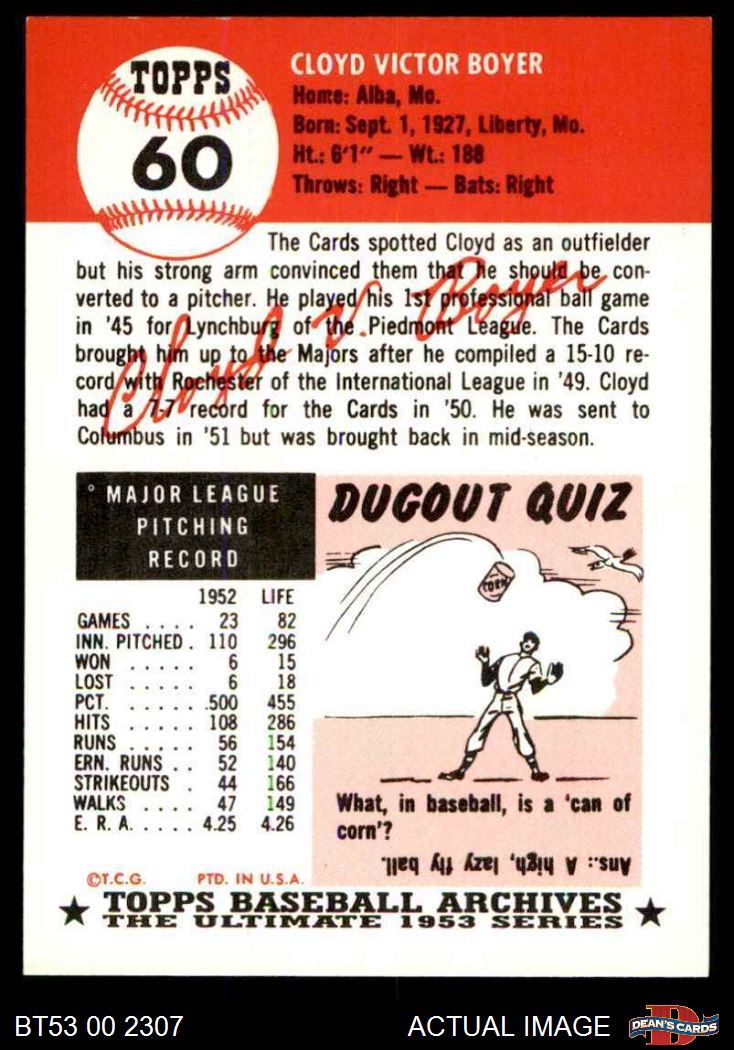 TOPPS
60
CLOYD VICTOR BOYER
Home: Alba, Mo.
Born: Sept. 1, 1927, Liberty, Mo.
Ht.: 6'1" — Wt.: 188
Throws: Right — Bats: Right
The Cards spotted Cloyd as an outfielder
but his strong arm convinced them that he should be con-
verted to a pitcher. He played his 1st professional ball game
in '45 for Lynchburg of the Piedmont League. The Cards
brought him up to the Majors after he compiled a 15-10 re-
cord with Rochester of the International League in '49. Cloyd
had a 7-7 record for the Cards in '50. He was sent to
Columbus in '51 but was brought back in mid-season.
Cloyd V. Boyer
° MAJOR LEAGUE
PITCHING
RECORD
1952 LIFE
GAMES . . . . 23 82
INN. PITCHED . 110 296
WON . . . . . 6 15
LOST . . . . . 6 18
PCT. . . . . . .500 455
HITS . . . . . 108 286
RUNS . . . . . 56 154
ERN. RUNS . . 52 140
STRIKEOUTS . 44 166
WALKS . . . . 47 149
E. R. A. . . . . . 4.25 4.26
DUGOUT QUIZ
CORN
What, in baseball, is a 'can of
corn'?
Ans.: A high, lazy fly ball.
©T.C.G. PTD. IN U.S.A.
★ TOPPS BASEBALL ARCHIVES ★
THE ULTIMATE 1953 SERIES
BT53 00 2307 ACTUAL IMAGE
D
DEAN'S CARDS